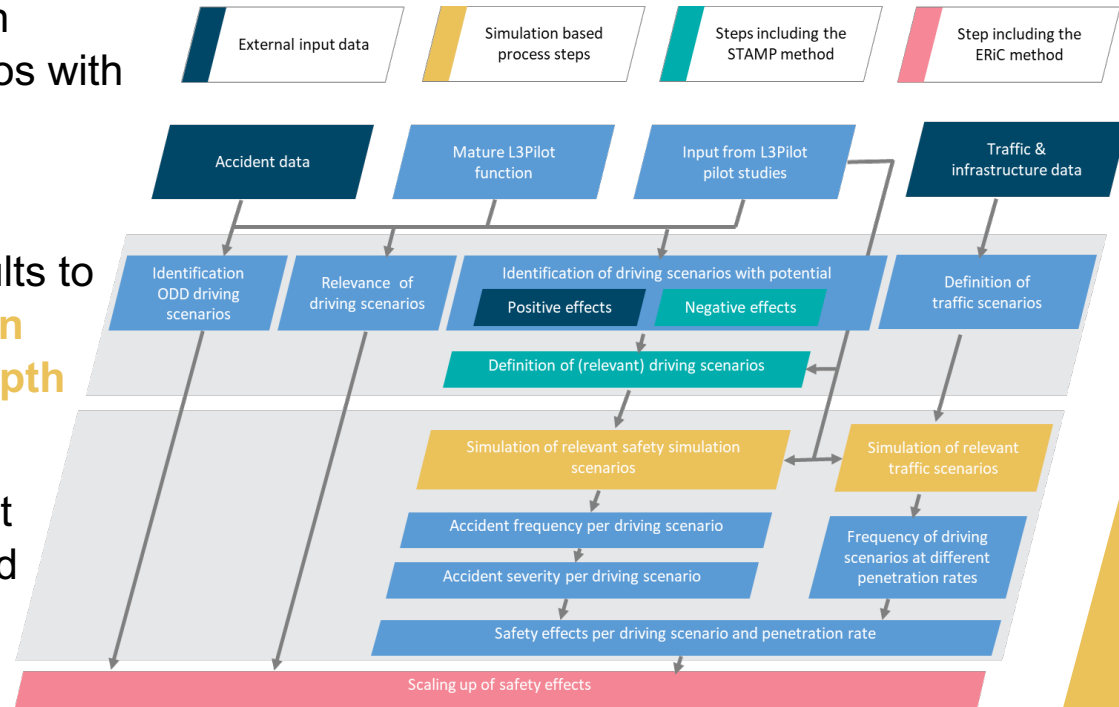 os with
ults to
n
pth
t
d
External input data
Simulation based
process steps
Steps including the
STAMP method
Step including the
ERiC method
Accident data
Mature L3Pilot
function
Input from L3Pilot
pilot studies
Traffic &
infrastructure data
Identification
ODD driving
scenarios
Relevance of
driving scenarios
Identification of driving scenarios with potential
Positive effects
Negative effects
Definition of
traffic scenarios
Definition of (relevant) driving scenarios
Simulation of relevant safety simulation
scenarios
Simulation of relevant
traffic scenarios
Accident frequency per driving scenario
Accident severity per driving scenario
Frequency of driving
scenarios at different
penetration rates
Safety effects per driving scenario and penetration rate
Scaling up of safety effects